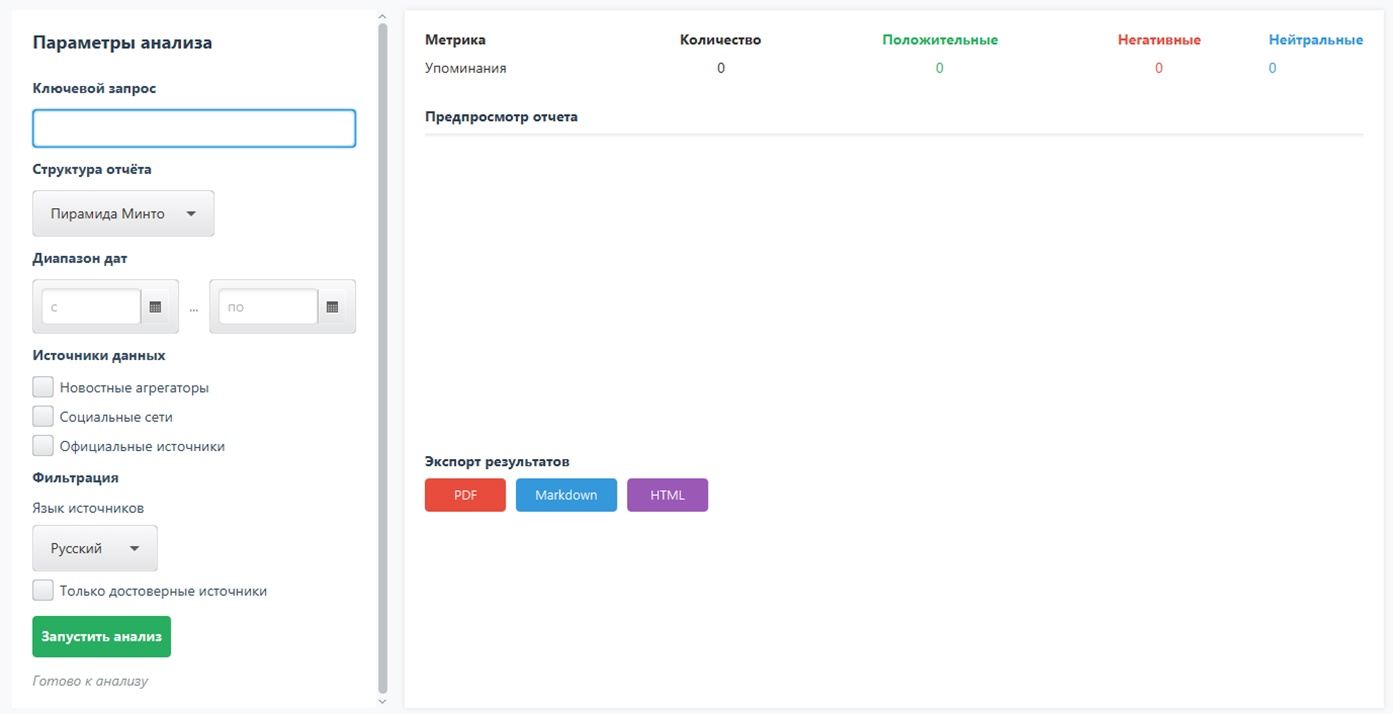 Параметры анализа
Ключевой запрос
Структура отчёта
Пирамида Минто
Диапазон дат
с ... по
Источники данных
Новостные агрегаторы
Социальные сети
Официальные источники
Фильтрация
Язык источников
Русский
Только достоверные источники
Запустить анализ
Готово к анализу
Метрика Количество Положительные Негативные Нейтральные
Упоминания 0 0 0 0
Предпросмотр отчета
Экспорт результатов
PDF Markdown HTML